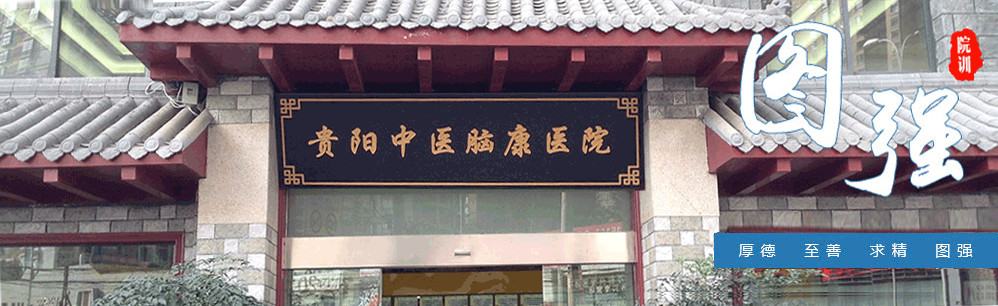 贵阳中医脑康医院
图强
院训
厚德 至善 求精 图强